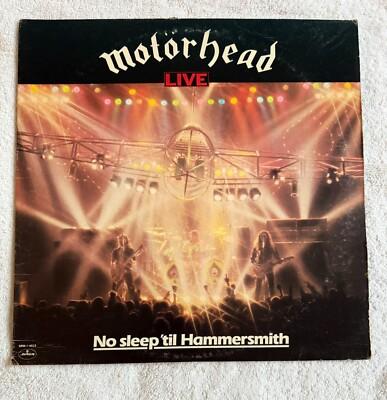 motörhead
LIVE
No sleep 'til Hammersmith